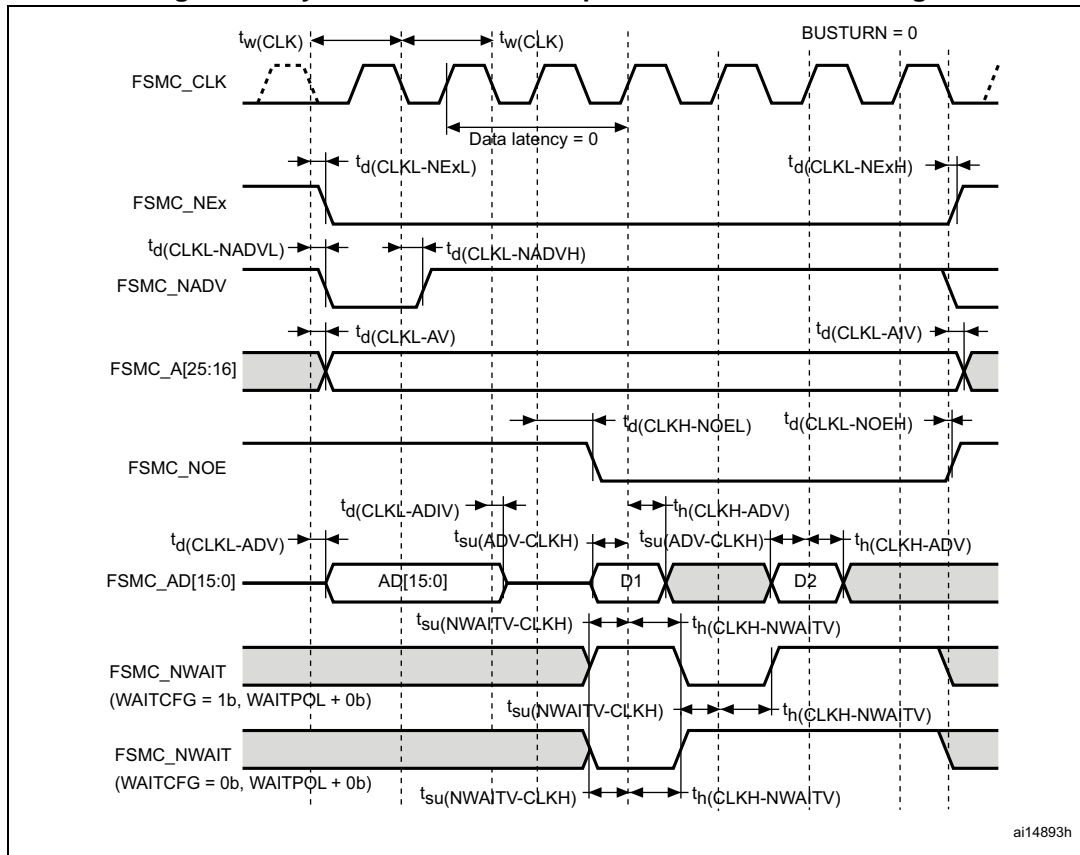 BUSTURN = 0
tw(CLK) tw(CLK)
FSMC_CLK
Data latency = 0
td(CLKL-NExL) td(CLKL-NExH)
FSMC_NEx
td(CLKL-NADVL) td(CLKL-NADVH)
FSMC_NADV
td(CLKL-AV) td(CLKL-AIV)
FSMC_A[25:16]
td(CLKH-NOEL) td(CLKL-NOEH)
FSMC_NOE
td(CLKL-ADIV) th(CLKH-ADV)
td(CLKL-ADV) tsu(ADV-CLKH) tsu(ADV-CLKH) th(CLKH-ADV)
FSMC_AD[15:0] AD[15:0] D1 D2
tsu(NWAITV-CLKH) th(CLKH-NWAITV)
FSMC_NWAIT
(WAITCFG = 1b, WAITPOL + 0b)
tsu(NWAITV-CLKH) th(CLKH-NWAITV)
FSMC_NWAIT
(WAITCFG = 0b, WAITPOL + 0b)
tsu(NWAITV-CLKH) th(CLKH-NWAITV)
ai14893h